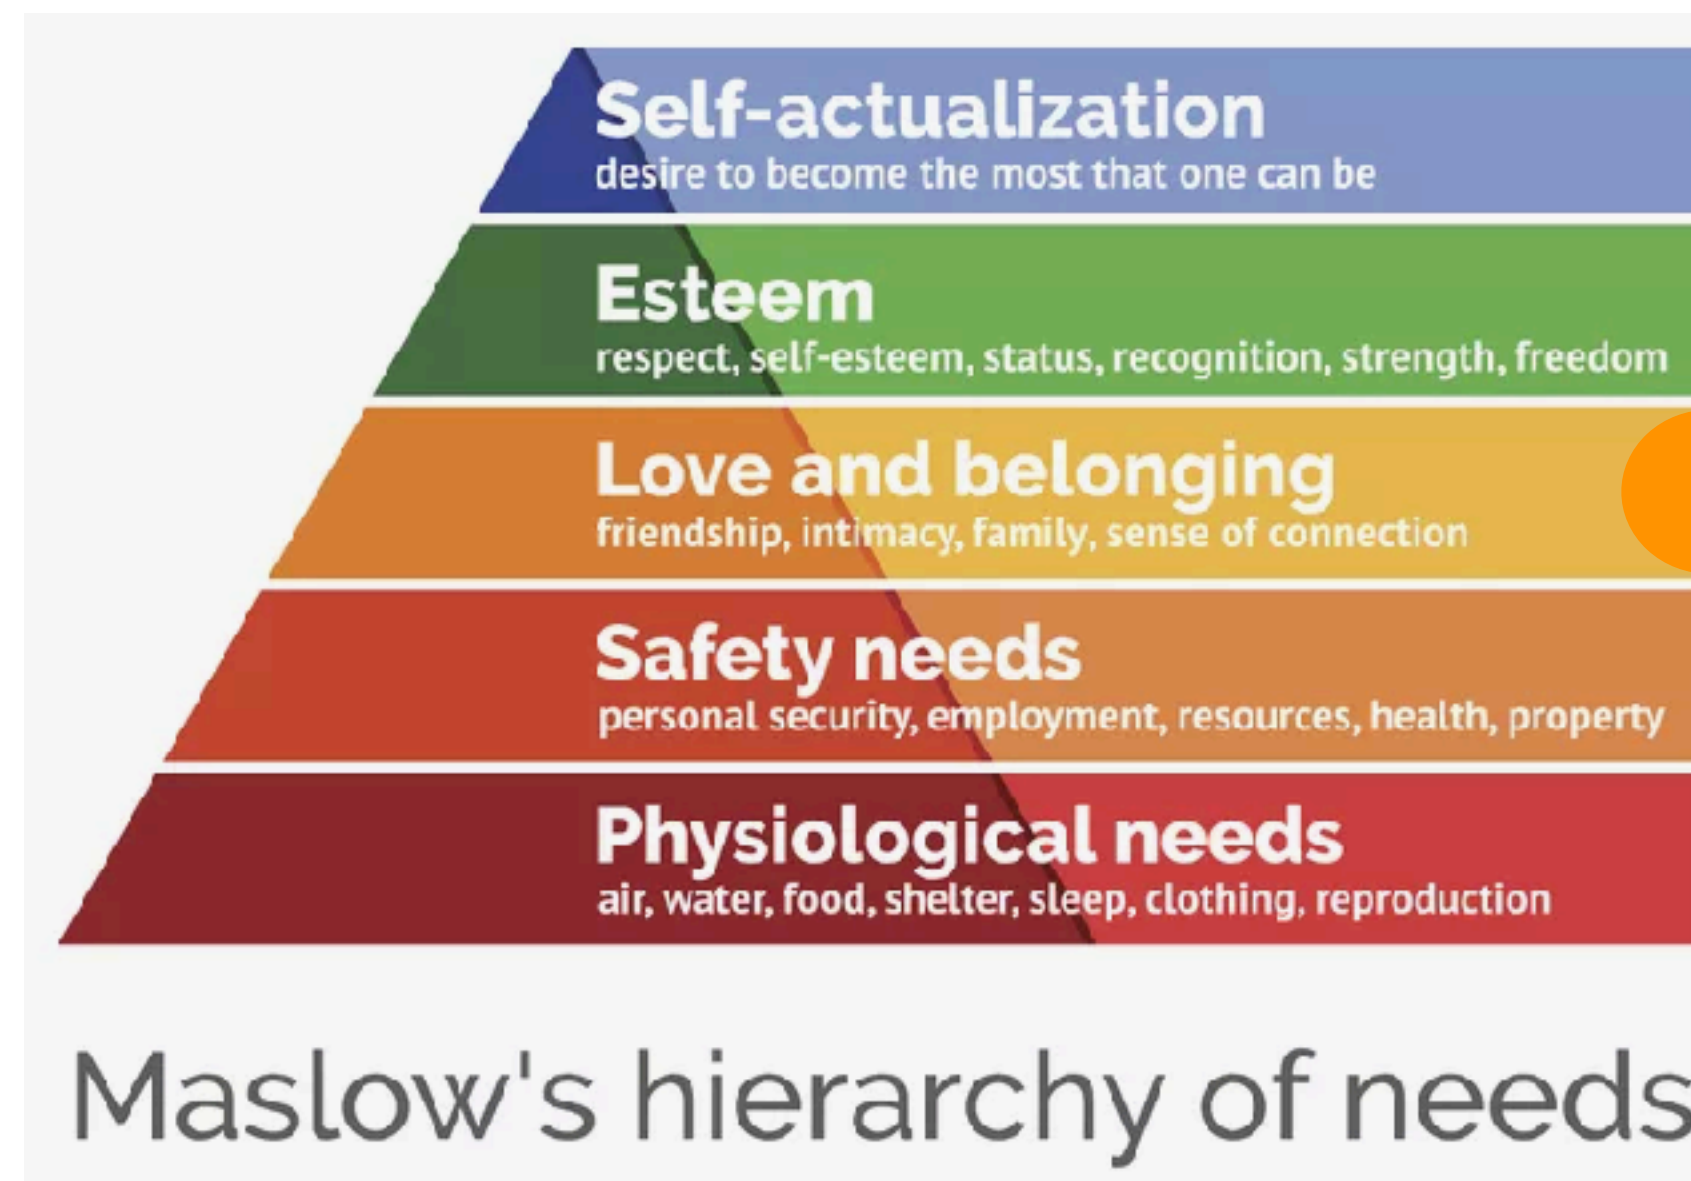 Self-actualization
desire to become the most that one can be
Esteem
respect, self-esteem, status, recognition, strength, freedom
Love and belonging
friendship, intimacy, family, sense of connection
Safety needs
personal security, employment, resources, health, property
Physiological needs
air, water, food, shelter, sleep, clothing, reproduction
Maslow's hierarchy of needs